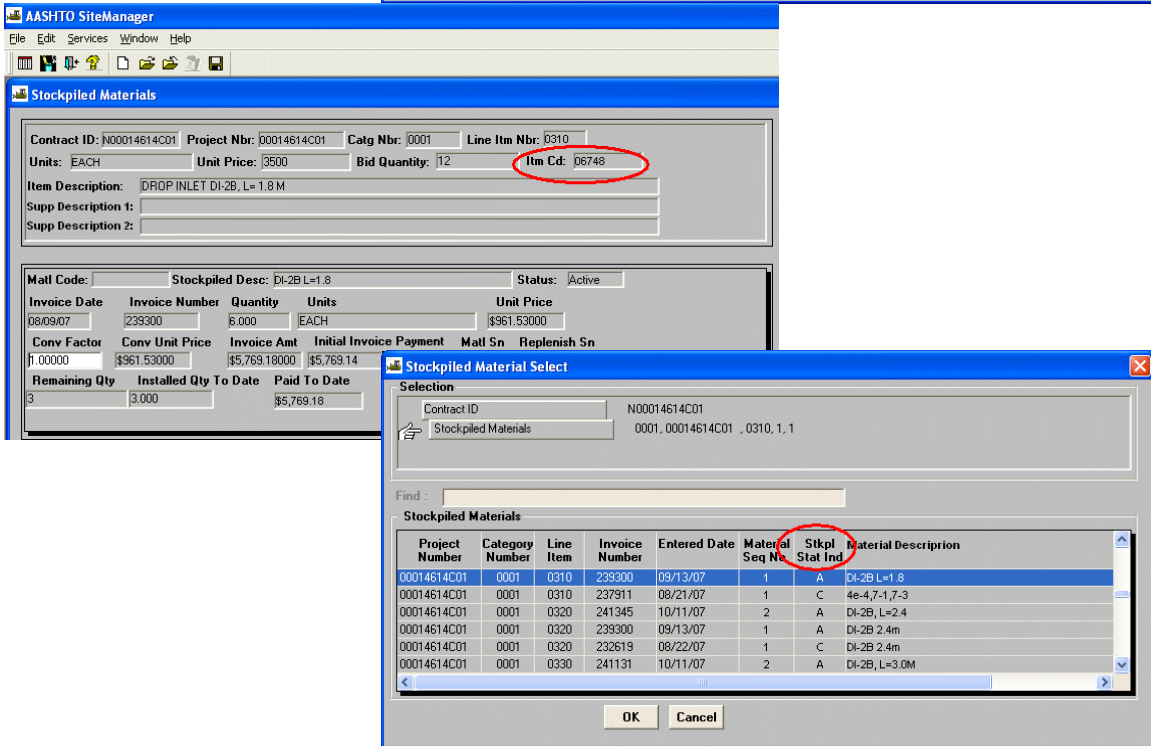 AASHTO SiteManager
File Edit Services Window Help
Stockpiled Materials
Contract ID: N00014614C01 Project Nbr: 00014614C01 Catg Nbr: 0001 Line Itm Nbr: 0310
Units: EACH Unit Price: 3500 Bid Quantity: 12 Itm Cd: 06748
Item Description: DROP INLET DI-2B, L= 1.8 M
Supp Description 1:
Supp Description 2:
Matl Code: Stockpiled Desc: DI-2B L=1.8 Status: Active
Invoice Date Invoice Number Quantity Units Unit Price
08/09/07 239300 6.000 EACH $961.53000
Conv Factor Conv Unit Price Invoice Amt Initial Invoice Payment Matl Sn Replenish Sn
1.00000 $961.53000 $5,769.18000 $5,769.14
Remaining Qty Installed Qty To Date Paid To Date
3 3.000 $5,769.18
Stockpiled Material Select
Selection
Contract ID N00014614C01
Stockpiled Materials 0001, 00014614C01 , 0310, 1, 1
Find :
Stockpiled Materials
Project Number Category Number Line Item Invoice Number Entered Date Material Seq No Stkpl Stat Ind Material Descriprion
00014614C01 0001 0310 239300 09/13/07 1 A DI-2B L=1.8
00014614C01 0001 0310 237911 08/21/07 1 C 4e-4,7-1,7-3
00014614C01 0001 0320 241345 10/11/07 2 A DI-2B, L=2.4
00014614C01 0001 0320 239300 09/13/07 1 A DI-2B 2.4m
00014614C01 0001 0320 232619 08/22/07 1 C DI-2B 2.4m
00014614C01 0001 0330 241131 10/11/07 2 A DI-2B, L=3.0M
OK Cancel